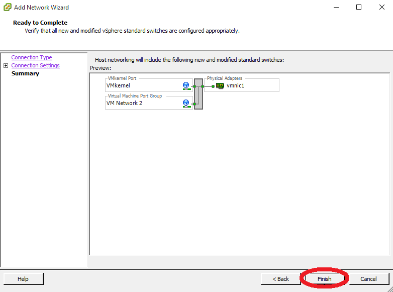 Add Network Wizard
Ready to Complete
Verify that all new and modified vSphere standard switches are configured appropriately.
Connection Type
Connection Settings
Summary
Host networking will include the following new and modified standard switches:
Preview:
VMkernel Port
VMkernel
Physical Adapters
vmnic1
Virtual Machine Port Group
VM Network 2
Help
< Back
Finish
Cancel